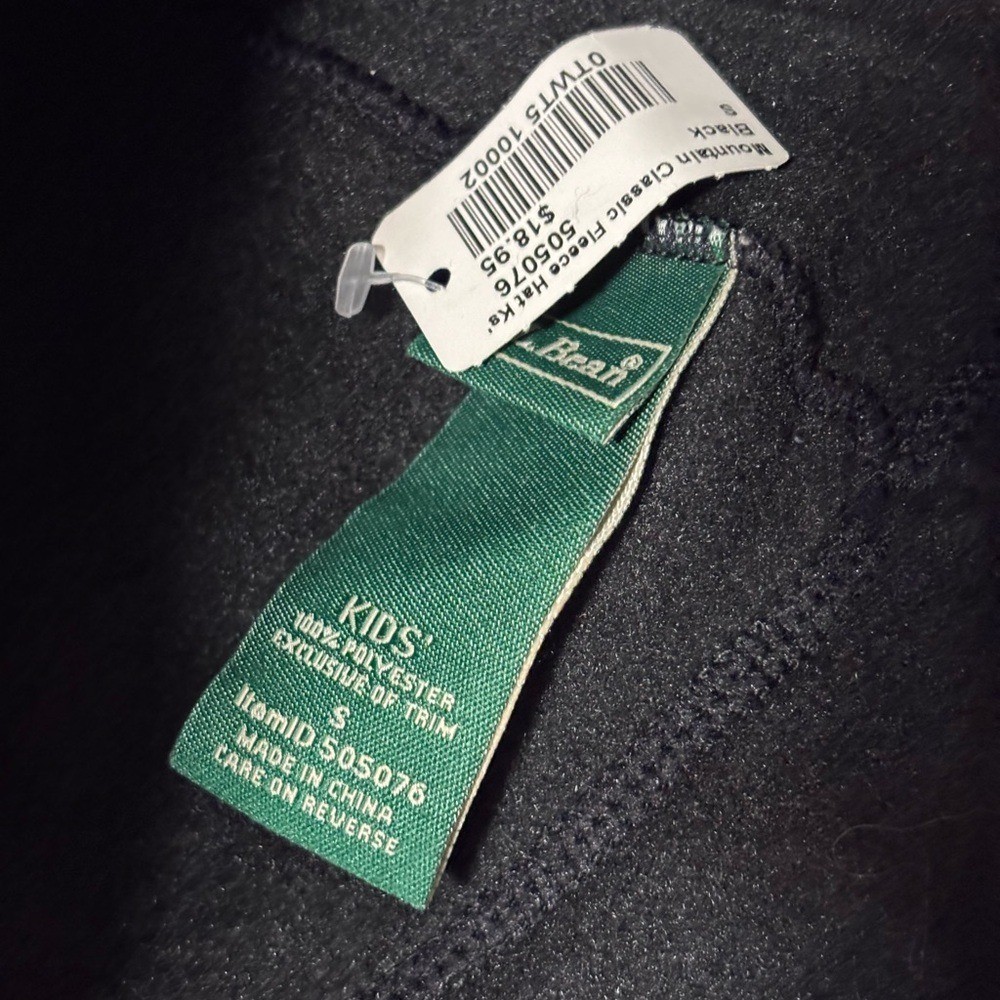 Mountain Classic Fleece Hat Ks'
Black
S
505076
$18.95
0TWT5 10002
Bean®
KIDS'
100% POLYESTER
EXCLUSIVE OF TRIM
S
ItemID 505076
MADE IN CHINA
CARE ON REVERSE